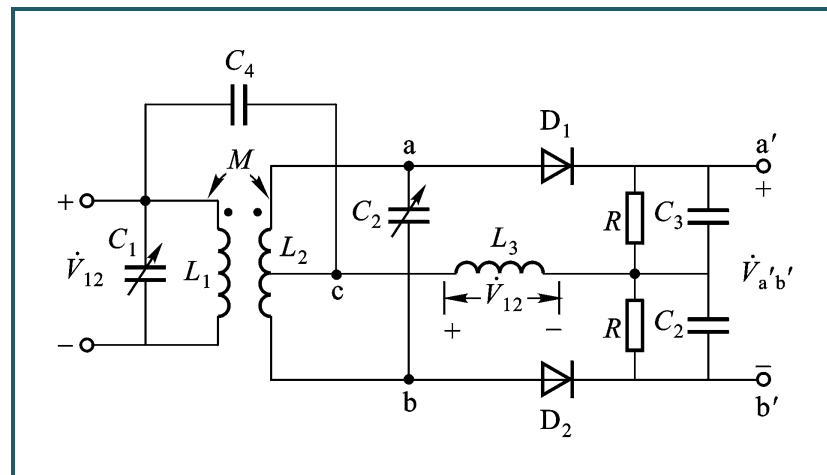 C₄
D₁
a a′
M
+ +
C₁ L₁ L₂ C₂ R C₃
L₃
V̇₁₂ c V̇₁₂ V̇a′b′
+ −
R C₂
− −
b D₂ b′